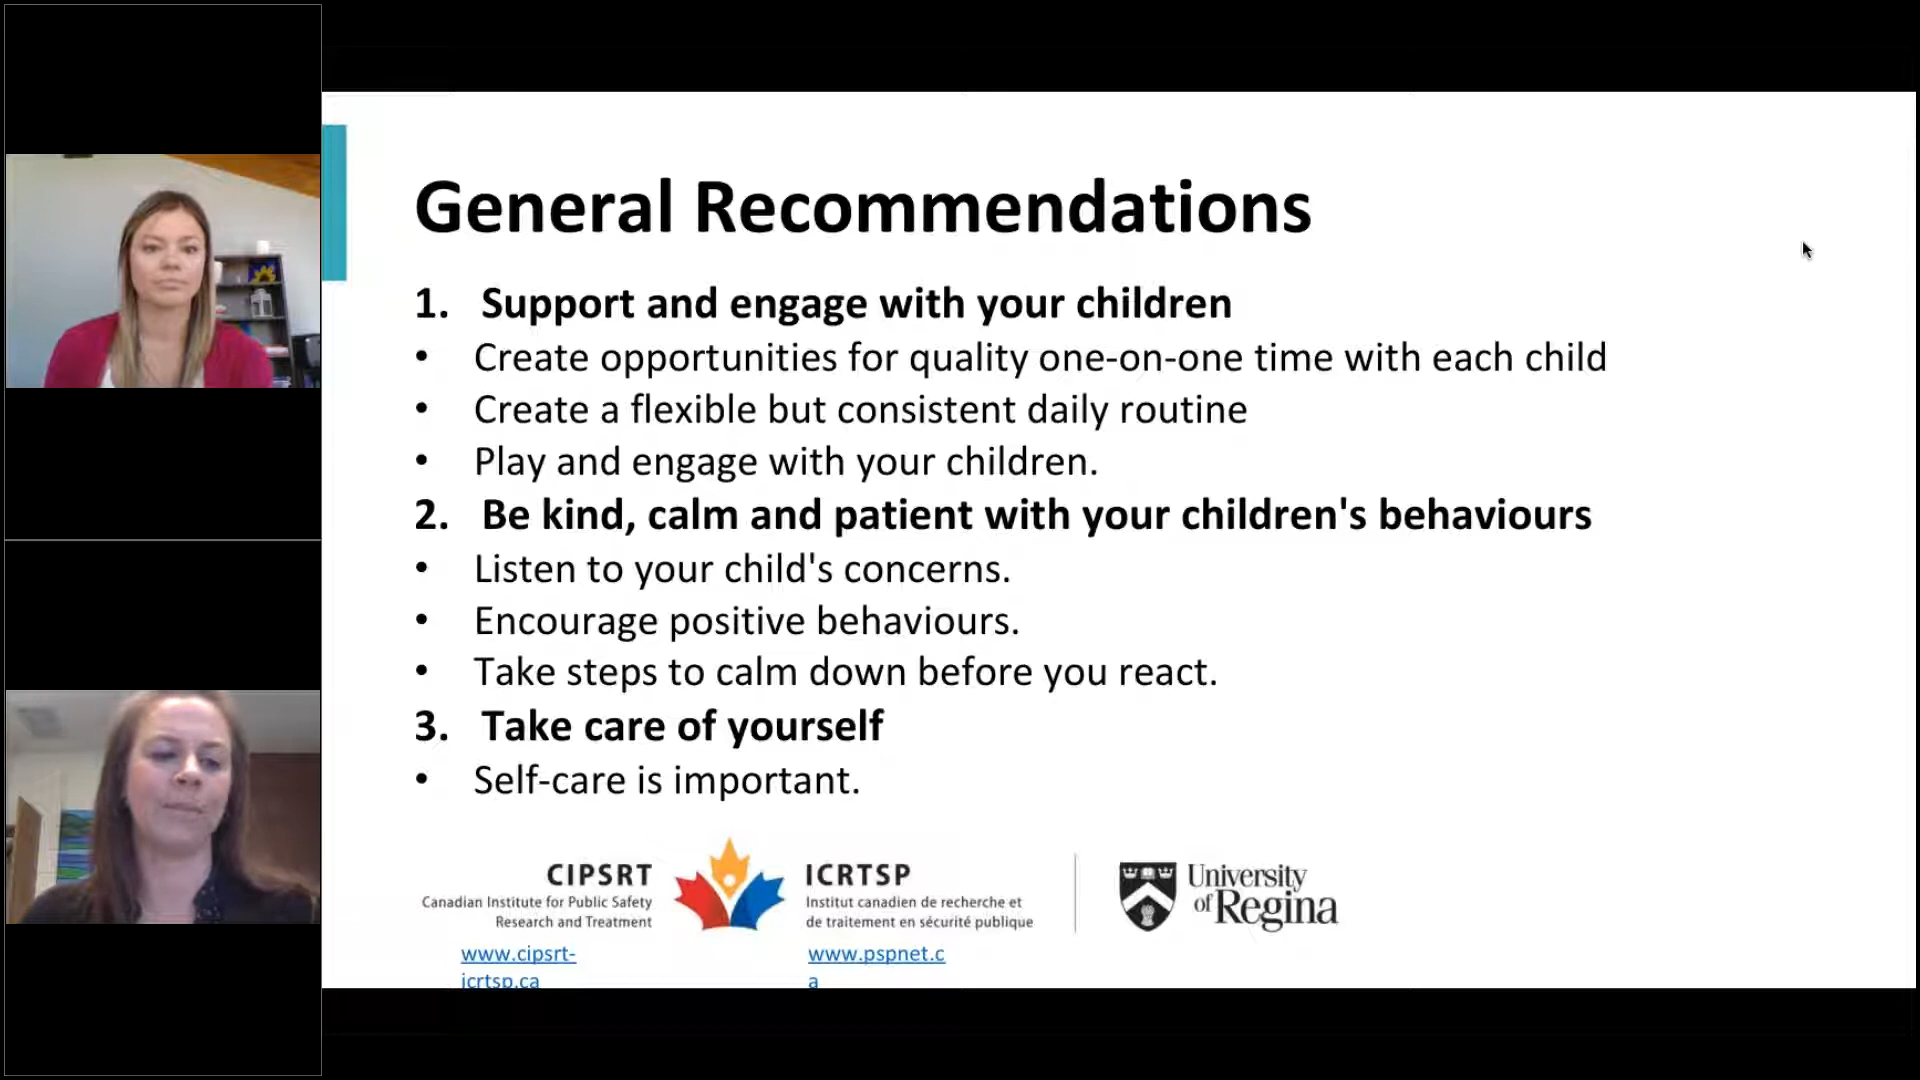 General Recommendations
1. Support and engage with your children
• Create opportunities for quality one-on-one time with each child
• Create a flexible but consistent daily routine
• Play and engage with your children.
2. Be kind, calm and patient with your children's behaviours
• Listen to your child's concerns.
• Encourage positive behaviours.
• Take steps to calm down before you react.
3. Take care of yourself
• Self-care is important.
CIPSRT
Canadian Institute for Public Safety
Research and Treatment
www.cipsrt-
icrtsp.ca
ICRTSP
Institut canadien de recherche et
de traitement en sécurité publique
www.pspnet.c
a
University
of Regina